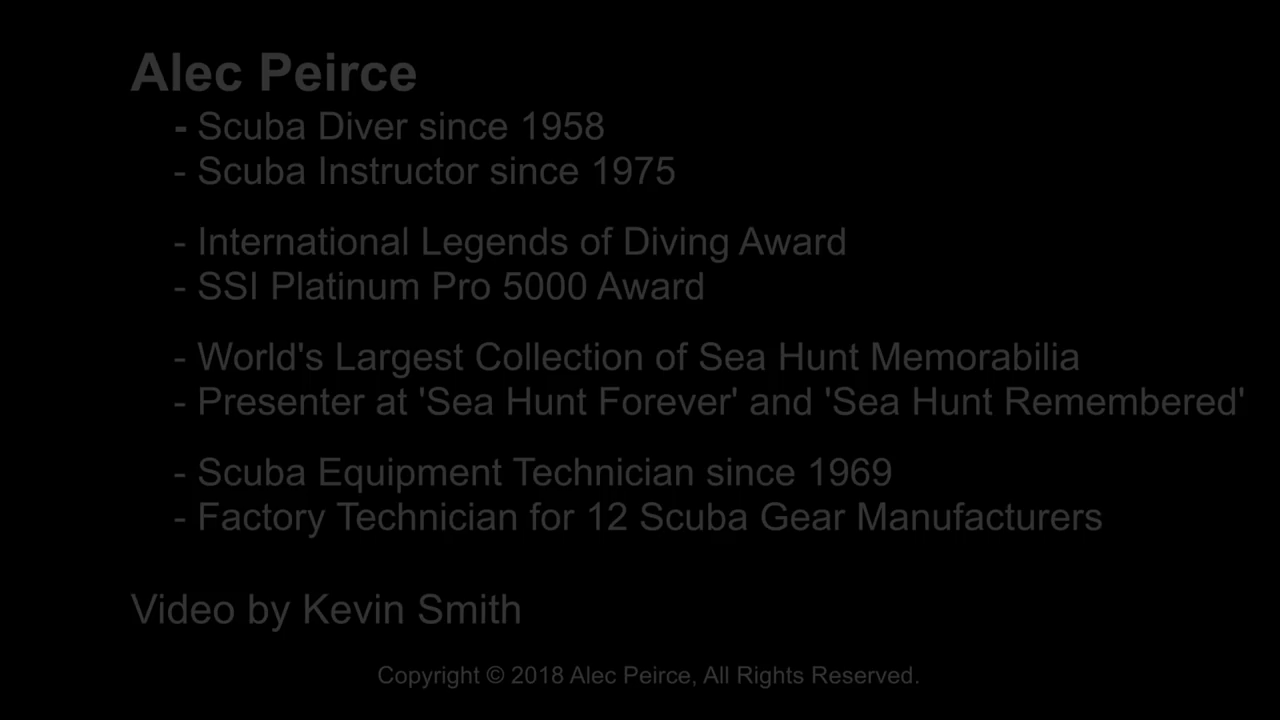 Alec Peirce
- Scuba Diver since 1958
- Scuba Instructor since 1975
- International Legends of Diving Award
- SSI Platinum Pro 5000 Award
- World's Largest Collection of Sea Hunt Memorabilia
- Presenter at 'Sea Hunt Forever' and 'Sea Hunt Remembered'
- Scuba Equipment Technician since 1969
- Factory Technician for 12 Scuba Gear Manufacturers
Video by Kevin Smith
Copyright © 2018 Alec Peirce, All Rights Reserved.